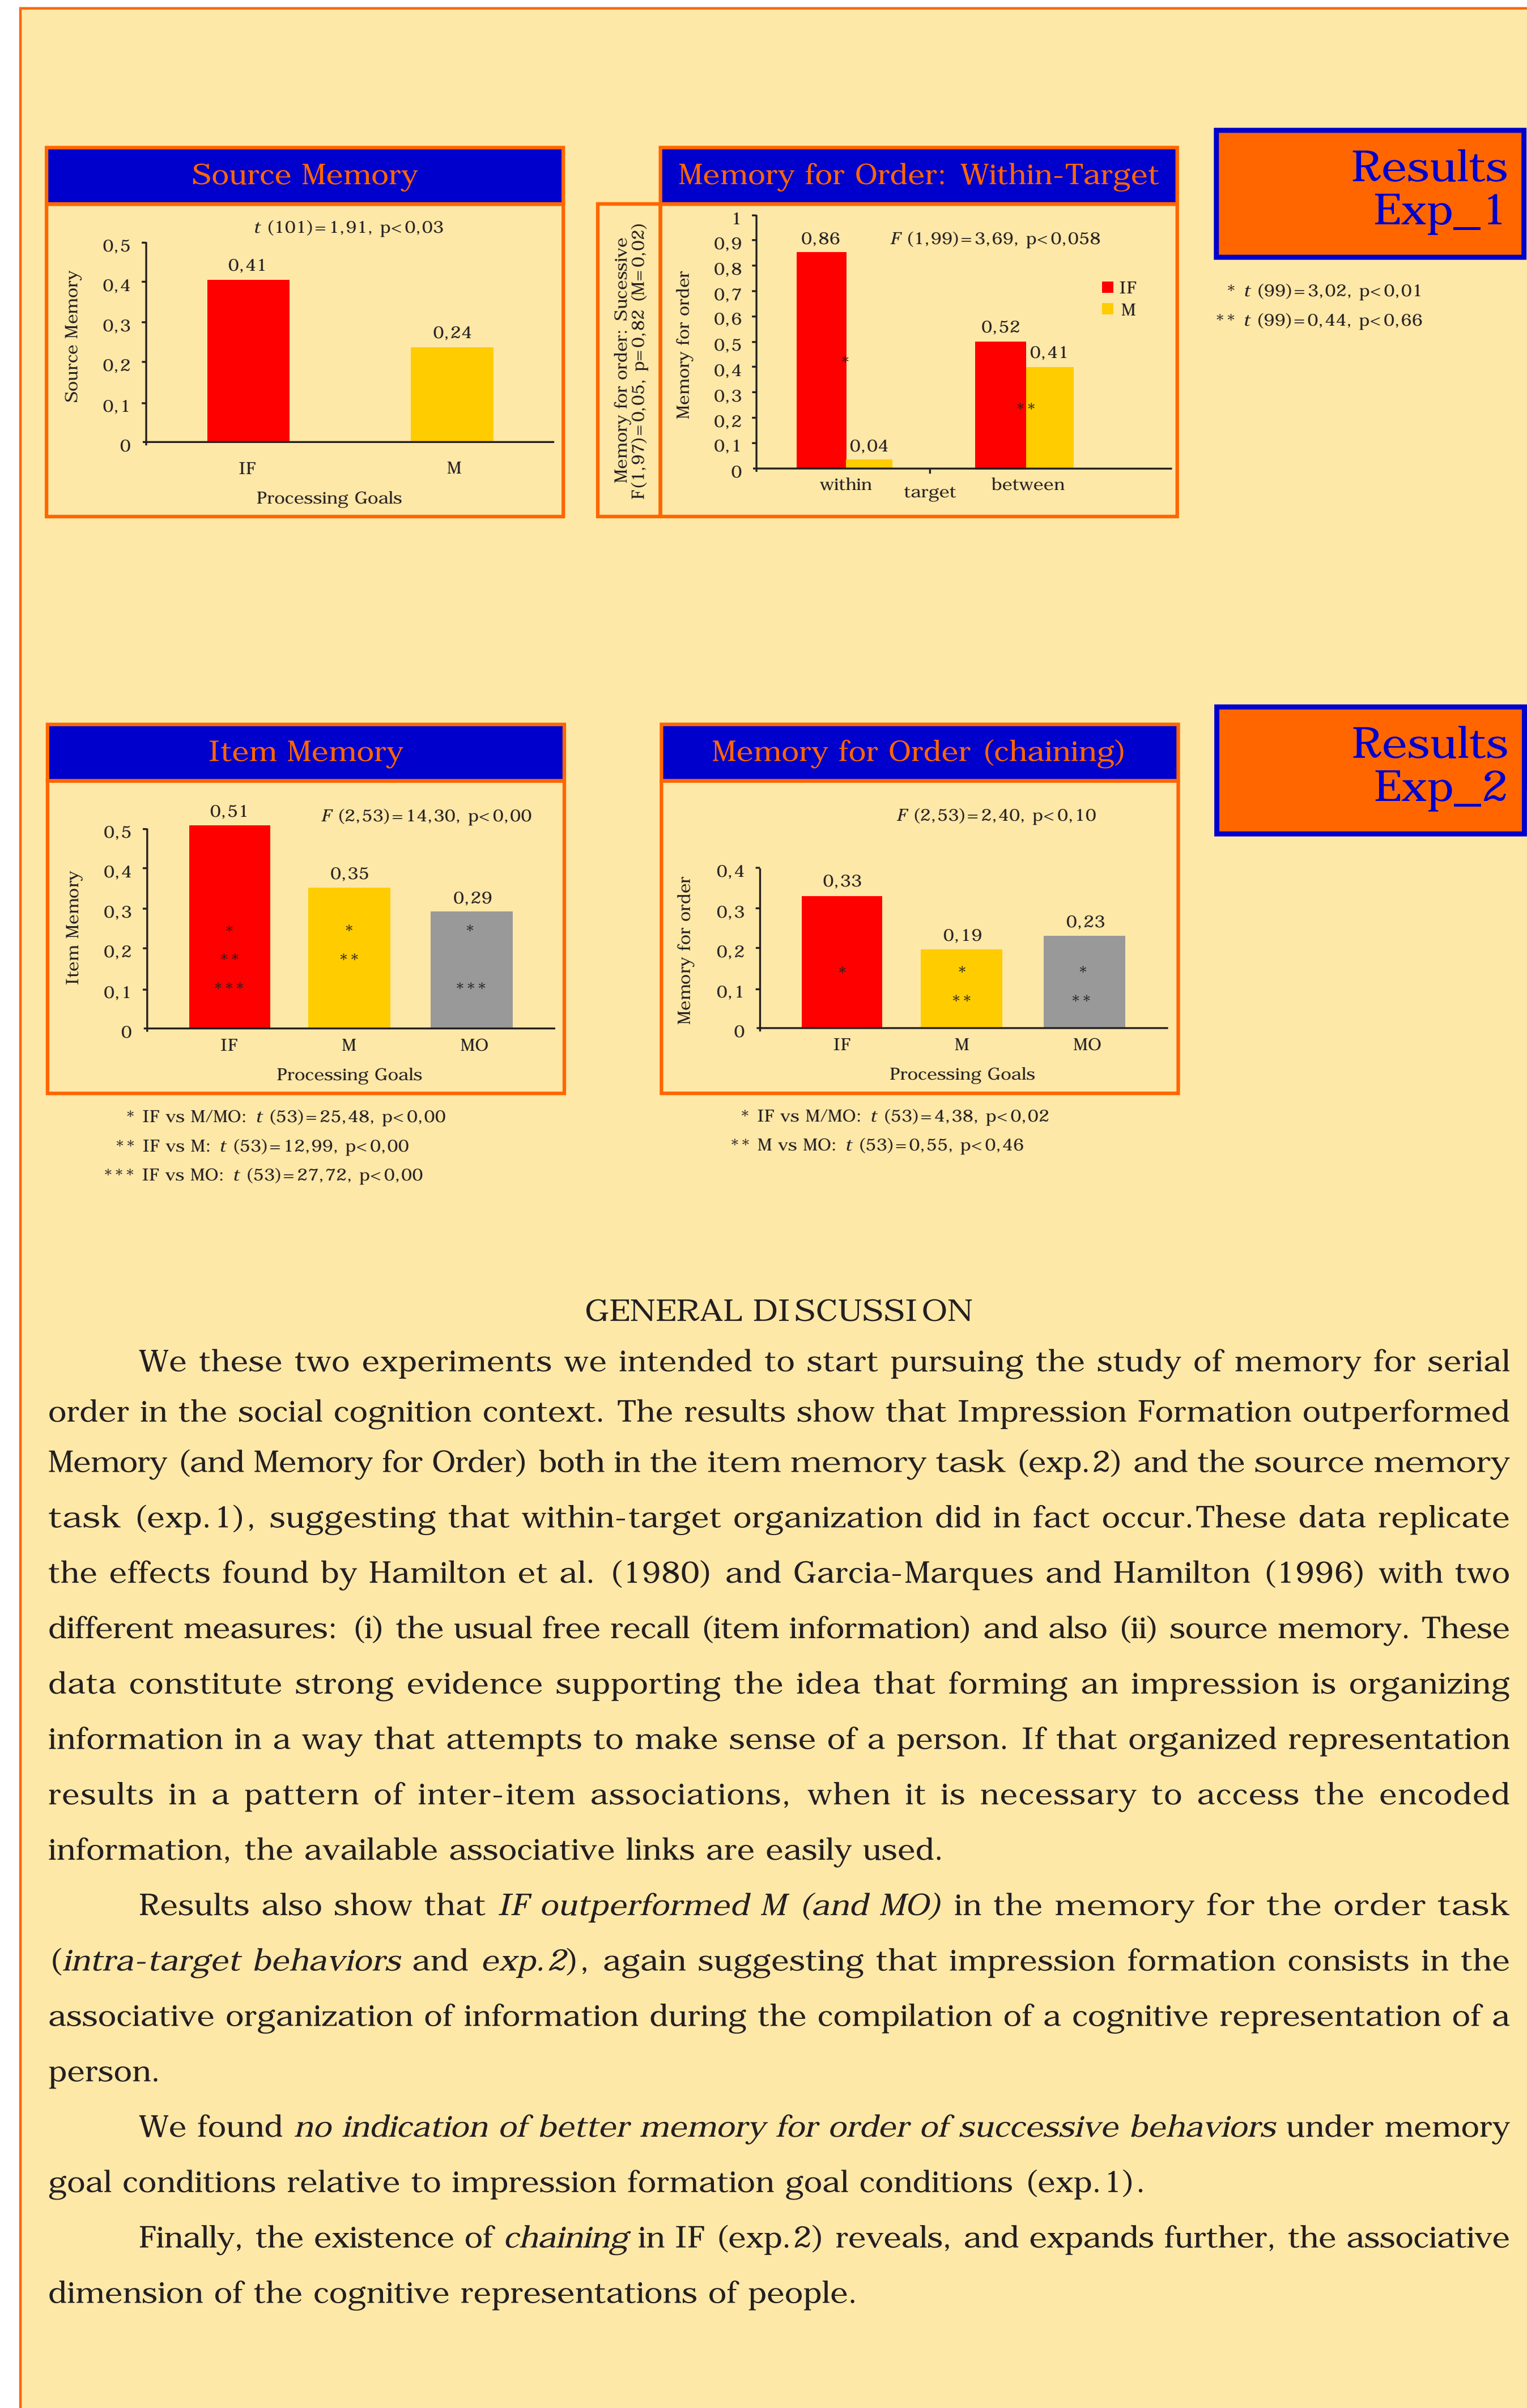 Source Memory
t (101)=1,91, p<0,03
0,5
0,4
0,3
0,2
0,1
0
Source Memory
0,41
0,24
IF
M
Processing Goals
Memory for order: Sucessive
F(1,97)=0,05, p=0,82 (M=0,02)
Memory for Order: Within-Target
1
0,9
0,8
0,7
0,6
0,5
0,4
0,3
0,2
0,1
0
Memory for order
F (1,99)=3,69, p<0,058
0,86
0,04
0,52
0,41
*
**
IF
M
within
target
between
Results
Exp_1
* t (99)=3,02, p<0,01
** t (99)=0,44, p<0,66
Item Memory
F (2,53)=14,30, p<0,00
0,5
0,4
0,3
0,2
0,1
0
Item Memory
0,51
0,35
0,29
* * *
** **
*** ***
IF M MO
Processing Goals
* IF vs M/MO: t (53)=25,48, p<0,00
** IF vs M: t (53)=12,99, p<0,00
*** IF vs MO: t (53)=27,72, p<0,00
Memory for Order (chaining)
F (2,53)=2,40, p<0,10
0,4
0,3
0,2
0,1
0
Memory for order
0,33
0,19
0,23
* * *
** **
IF M MO
Processing Goals
* IF vs M/MO: t (53)=4,38, p<0,02
** M vs MO: t (53)=0,55, p<0,46
Results
Exp_2
GENERAL DISCUSSION
We these two experiments we intended to start pursuing the study of memory for serial
order in the social cognition context. The results show that Impression Formation outperformed
Memory (and Memory for Order) both in the item memory task (exp.2) and the source memory
task (exp.1), suggesting that within-target organization did in fact occur.These data replicate
the effects found by Hamilton et al. (1980) and Garcia-Marques and Hamilton (1996) with two
different measures: (i) the usual free recall (item information) and also (ii) source memory. These
data constitute strong evidence supporting the idea that forming an impression is organizing
information in a way that attempts to make sense of a person. If that organized representation
results in a pattern of inter-item associations, when it is necessary to access the encoded
information, the available associative links are easily used.
Results also show that IF outperformed M (and MO) in the memory for the order task
(intra-target behaviors and exp.2), again suggesting that impression formation consists in the
associative organization of information during the compilation of a cognitive representation of a
person.
We found no indication of better memory for order of successive behaviors under memory
goal conditions relative to impression formation goal conditions (exp.1).
Finally, the existence of chaining in IF (exp.2) reveals, and expands further, the associative
dimension of the cognitive representations of people.